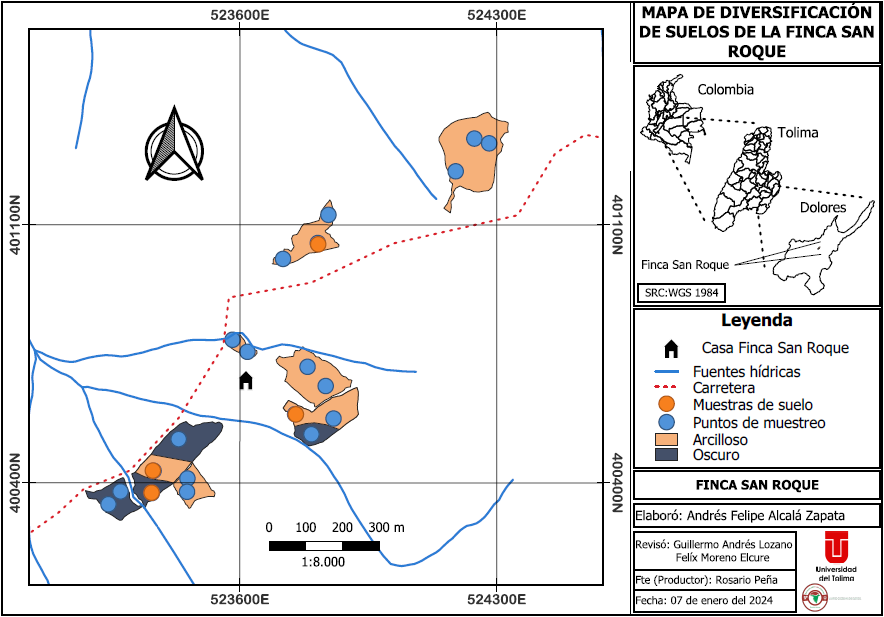 523600E
524300E
401100N
401100N
400400N
400400N
0 100 200 300 m
1:8.000
523600E
524300E
MAPA DE DIVERSIFICACIÓN
DE SUELOS DE LA FINCA SAN
ROQUE
Colombia
Tolima
Dolores
Finca San Roque
SRC:WGS 1984
Leyenda
Casa Finca San Roque
Fuentes hídricas
Carretera
Muestras de suelo
Puntos de muestreo
Arcilloso
Oscuro
FINCA SAN ROQUE
Elaboró: Andrés Felipe Alcalá Zapata
Revisó: Guillermo Andrés Lozano
Felíx Moreno Elcure
Fte (Productor): Rosario Peña
Fecha: 07 de enero del 2024
Universidad
del Tolima